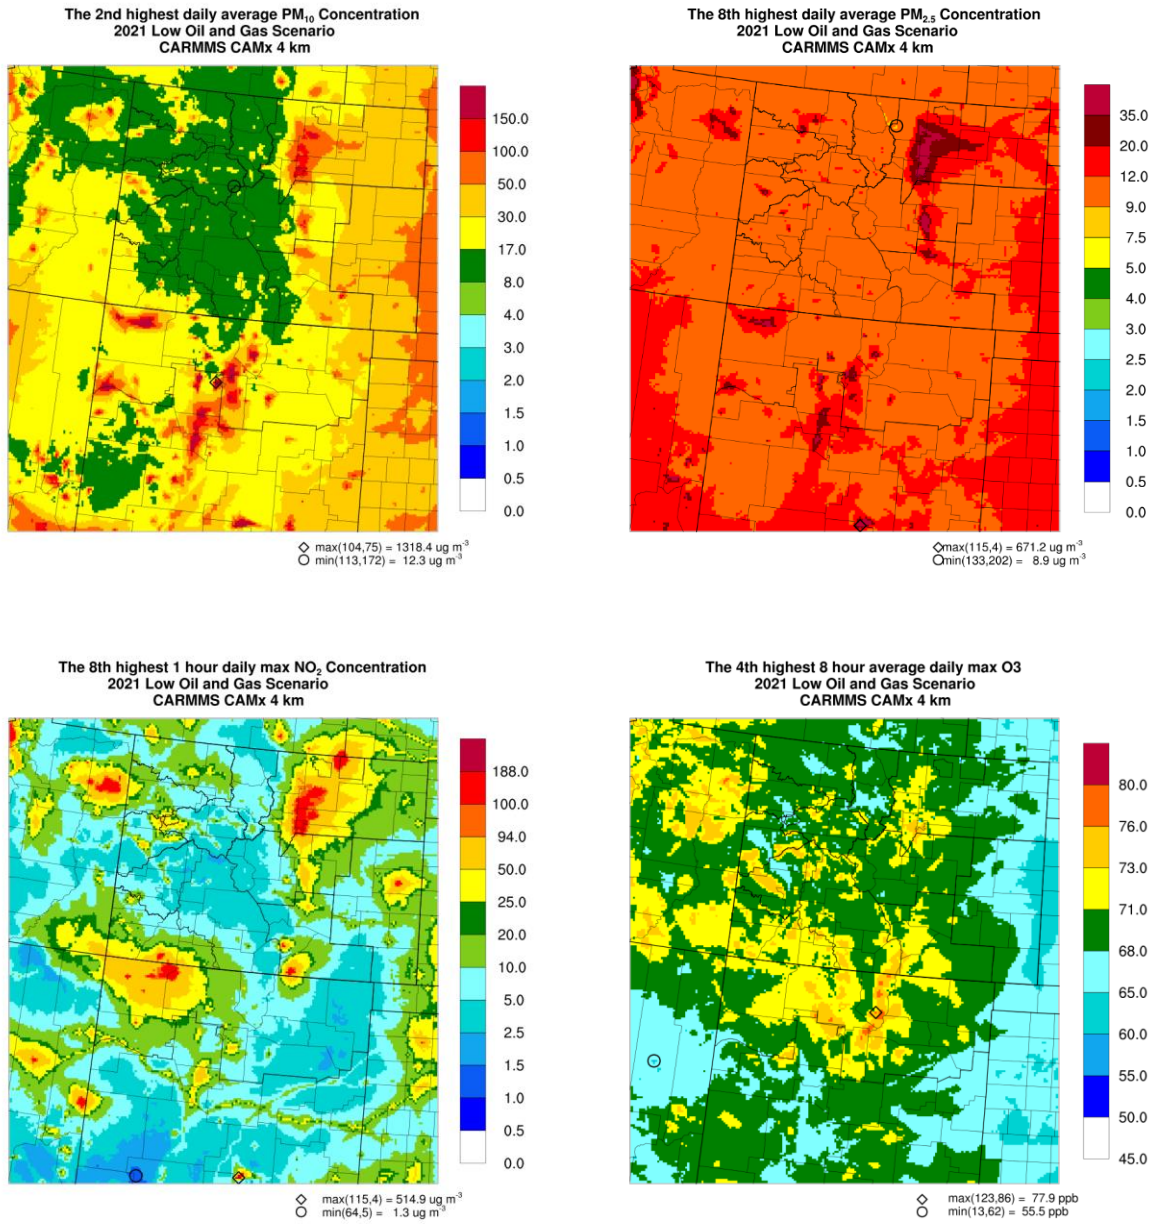 The 2nd highest daily average PM10 Concentration
2021 Low Oil and Gas Scenario
CARMMS CAMx 4 km
150.0
100.0
50.0
30.0
17.0
8.0
4.0
3.0
2.0
1.5
1.0
0.5
0.0
max(104,75) = 1318.4 ug m-3
min(113,172) = 12.3 ug m-3
The 8th highest daily average PM2.5 Concentration
2021 Low Oil and Gas Scenario
CARMMS CAMx 4 km
35.0
20.0
12.0
9.0
7.5
5.0
4.0
3.0
2.5
2.0
1.5
1.0
0.5
0.0
max(115,4) = 671.2 ug m-3
min(133,202) = 8.9 ug m-3
The 8th highest 1 hour daily max NO2 Concentration
2021 Low Oil and Gas Scenario
CARMMS CAMx 4 km
188.0
100.0
94.0
50.0
25.0
20.0
10.0
5.0
2.5
1.5
1.0
0.5
0.0
max(115,4) = 514.9 ug m-3
min(64,5) = 1.3 ug m-3
The 4th highest 8 hour average daily max O3
2021 Low Oil and Gas Scenario
CARMMS CAMx 4 km
80.0
76.0
73.0
71.0
68.0
65.0
60.0
55.0
50.0
45.0
max(123,86) = 77.9 ppb
min(13,62) = 55.5 ppb